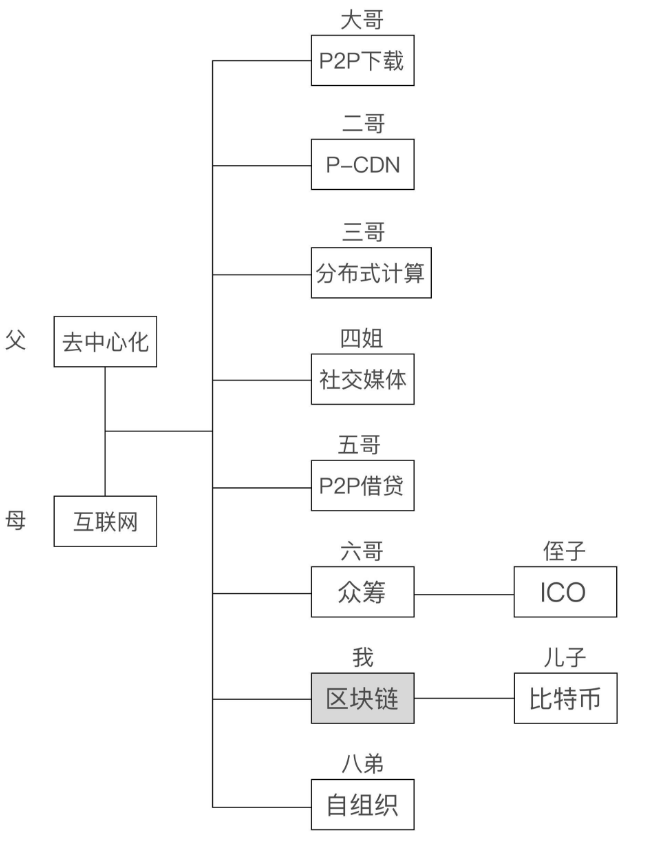 大哥
P2P下载
二哥
P-CDN
三哥
分布式计算
父
去中心化
四姐
社交媒体
五哥
P2P借贷
母
互联网
六哥
众筹
侄子
ICO
我
区块链
儿子
比特币
八弟
自组织